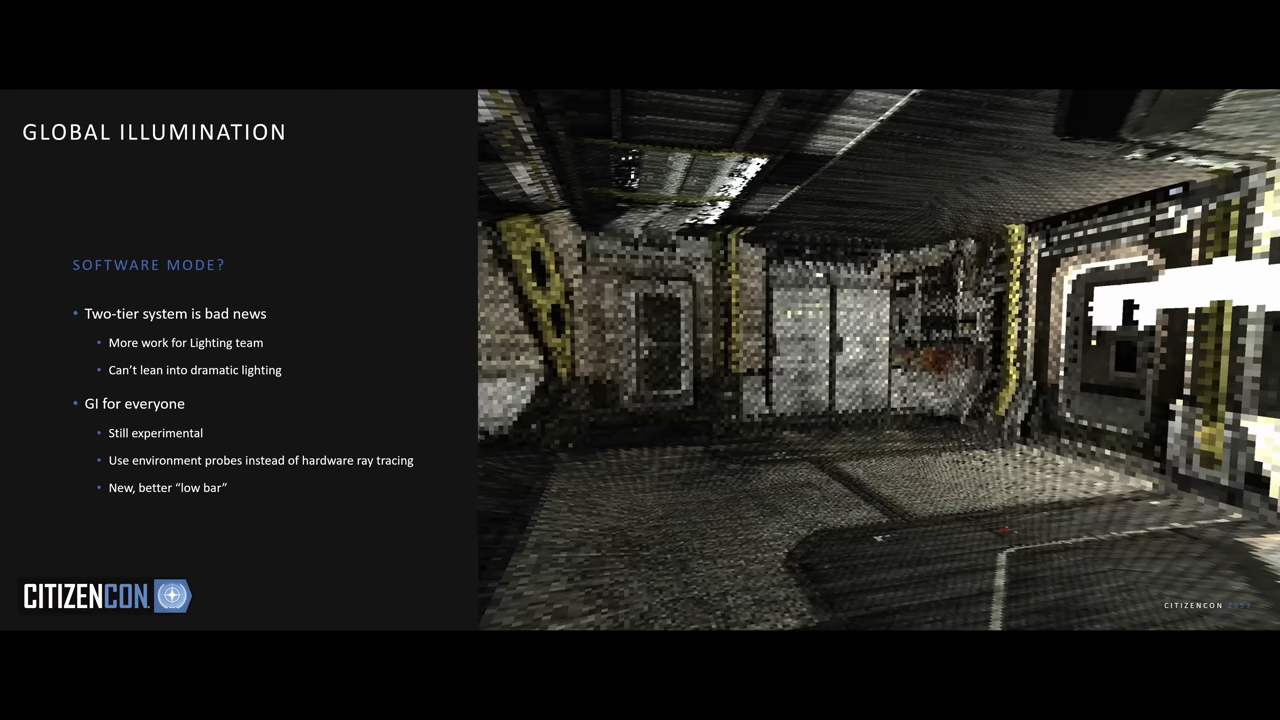 GLOBAL ILLUMINATION
SOFTWARE MODE?
• Two-tier system is bad news
• More work for Lighting team
• Can’t lean into dramatic lighting
• GI for everyone
• Still experimental
• Use environment probes instead of hardware ray tracing
• New, better “low bar”
CITIZENCON
CITIZENCON 2953